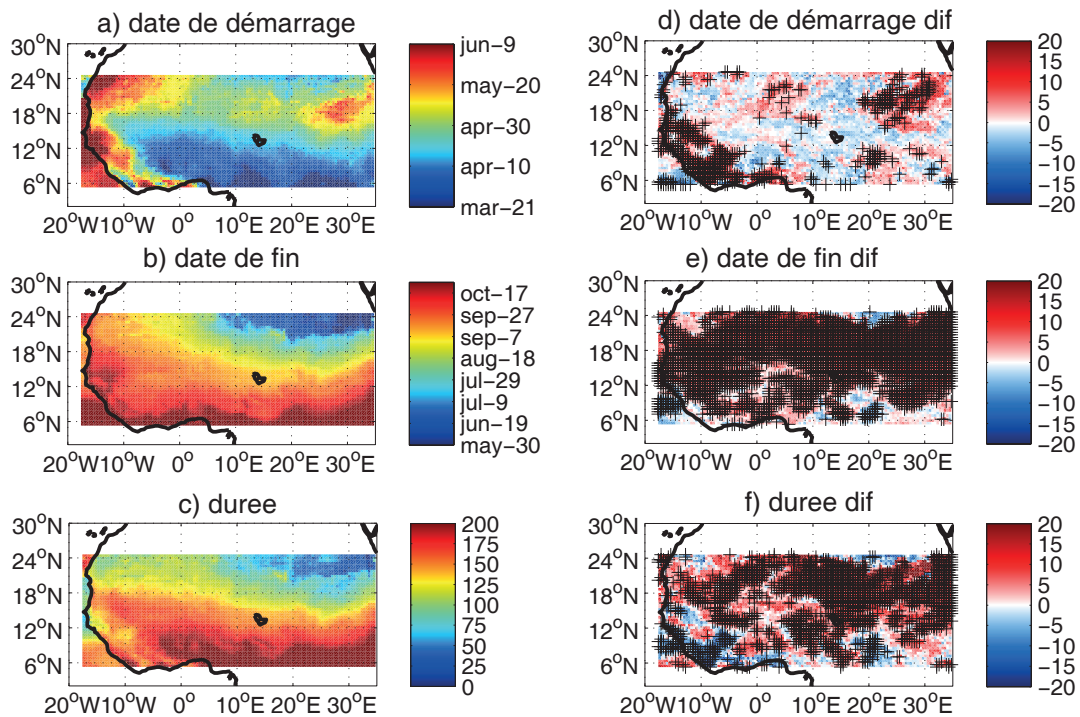 a) date de démarrage
30°N
24°N
18°N
12°N
6°N
20°W10°W 0° 10°E 20°E 30°E
jun−9
may−20
apr−30
apr−10
mar−21
d) date de démarrage dif
30°N
24°N
18°N
12°N
6°N
20°W10°W 0° 10°E 20°E 30°E
20
15
10
5
0
−5
−10
−15
−20
b) date de fin
30°N
24°N
18°N
12°N
6°N
20°W10°W 0° 10°E 20°E 30°E
oct−17
sep−27
sep−7
aug−18
jul−29
jul−9
jun−19
may−30
e) date de fin dif
30°N
24°N
18°N
12°N
6°N
20°W10°W 0° 10°E 20°E 30°E
20
15
10
5
0
−5
−10
−15
−20
c) duree
30°N
24°N
18°N
12°N
6°N
20°W10°W 0° 10°E 20°E 30°E
200
175
150
125
100
75
50
25
0
f) duree dif
30°N
24°N
18°N
12°N
6°N
20°W10°W 0° 10°E 20°E 30°E
20
15
10
5
0
−5
−10
−15
−20